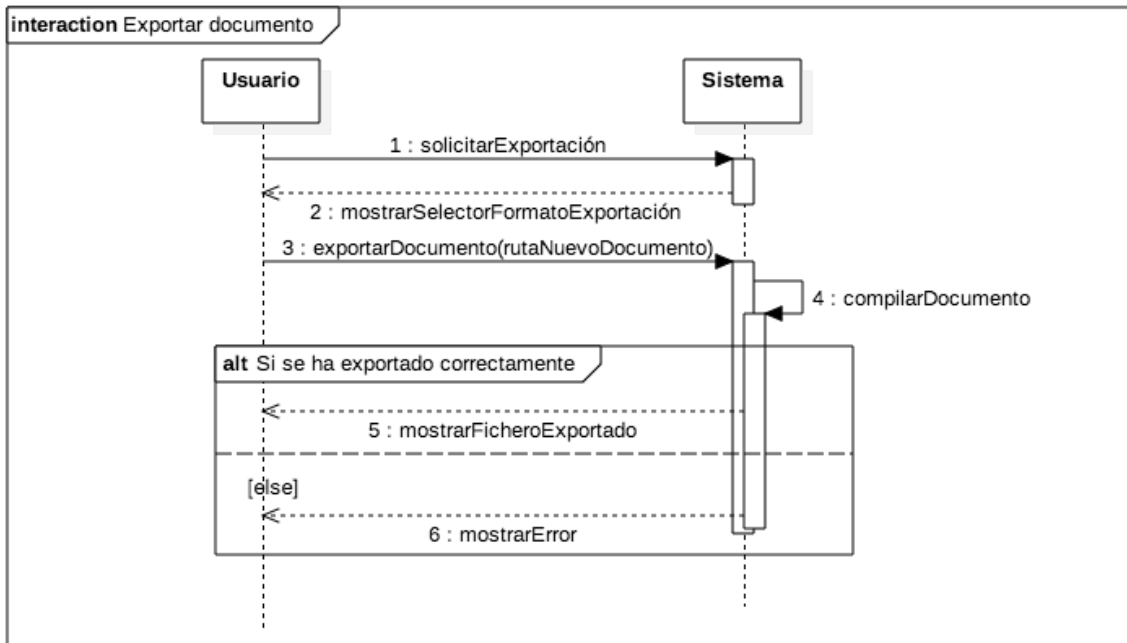 interaction Exportar documento
Usuario
Sistema
1 : solicitarExportación
2 : mostrarSelectorFormatoExportación
3 : exportarDocumento(rutaNuevoDocumento)
4 : compilarDocumento
alt Si se ha exportado correctamente
5 : mostrarFicheroExportado
[else]
6 : mostrarError